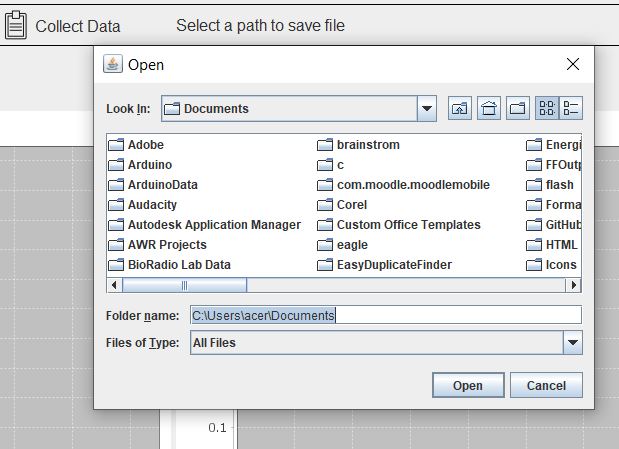 Collect Data
Select a path to save file
Open
Look In: Documents
Adobe brainstrom Energi
Arduino c FFOutp
ArduinoData com.moodle.moodlemobile flash
Audacity Corel Forma
Autodesk Application Manager Custom Office Templates GitHub
AWR Projects eagle HTML
BioRadio Lab Data EasyDuplicateFinder Icons
Folder name: C:\Users\acer\Documents
Files of Type: All Files
Open Cancel
0.1